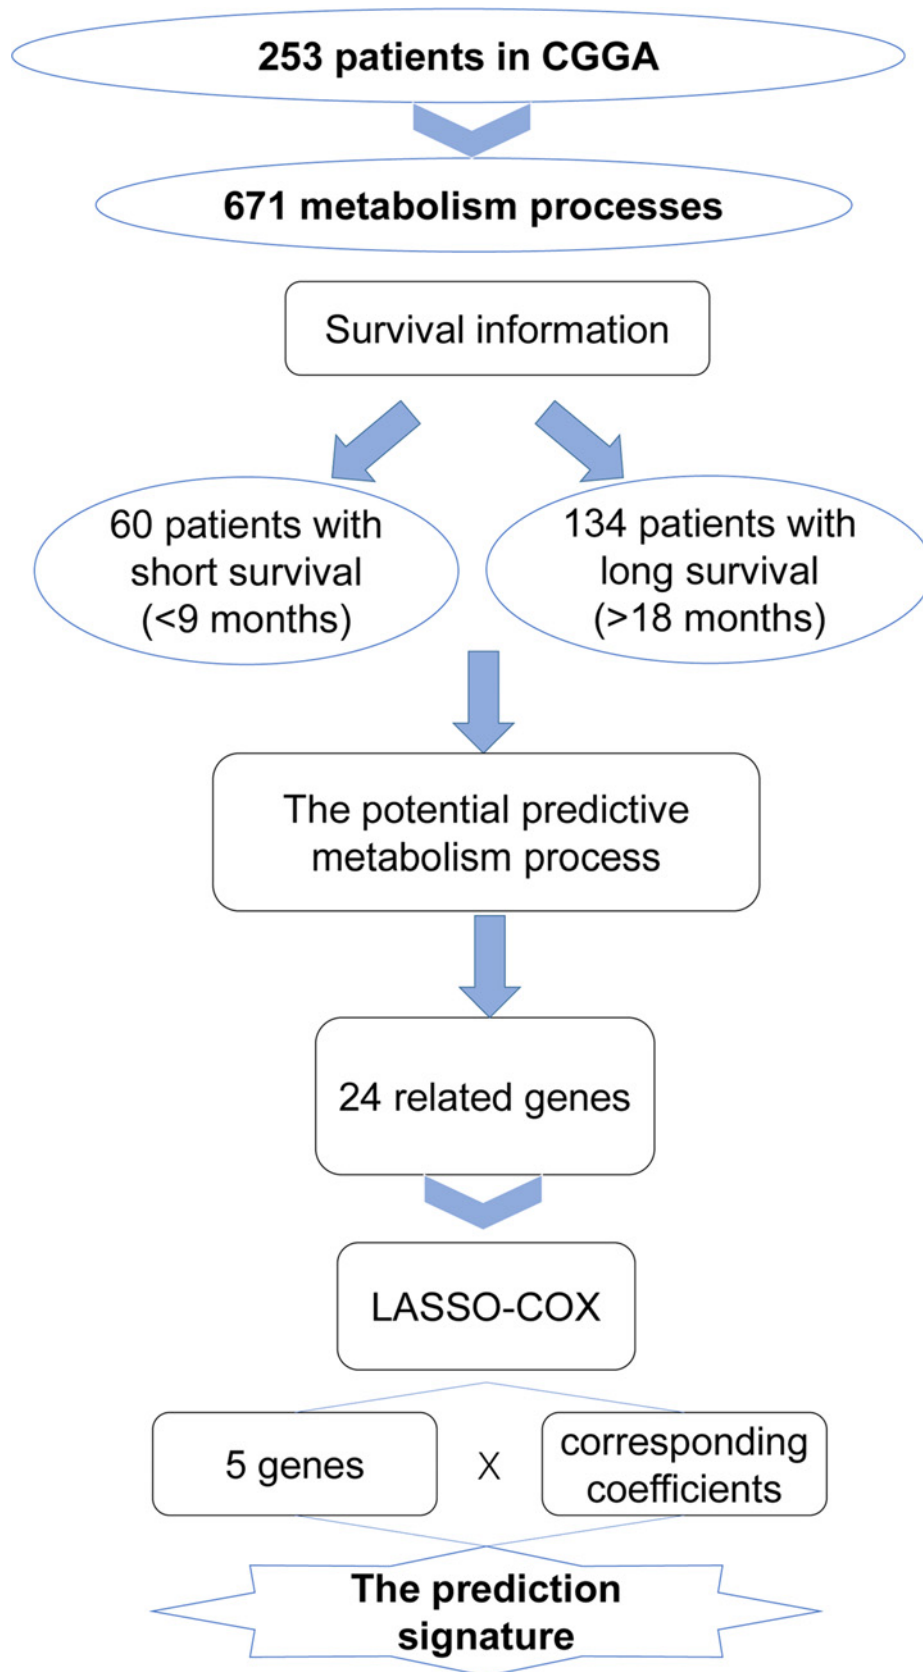 253 patients in CGGA
671 metabolism processes
Survival information
60 patients with
short survival
(<9 months)
134 patients with
long survival
(>18 months)
The potential predictive
metabolism process
24 related genes
LASSO-COX
5 genes
X
corresponding
coefficients
The prediction
signature